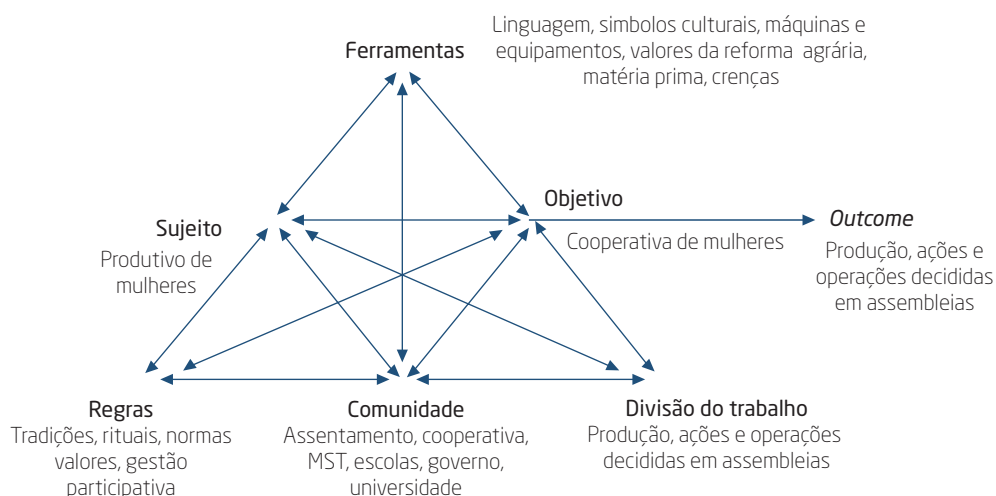 Ferramentas
Linguagem, simbolos culturais, máquinas e
equipamentos, valores da reforma agrária,
matéria prima, crenças
Sujeito
Produtivo de
mulheres
Objetivo
Cooperativa de mulheres
Outcome
Produção, ações e
operações decididas
em assembleias
Regras
Tradições, rituais, normas
valores, gestão
participativa
Comunidade
Assentamento, cooperativa,
MST, escolas, governo,
universidade
Divisão do trabalho
Produção, ações e operações
decididas em assembleias